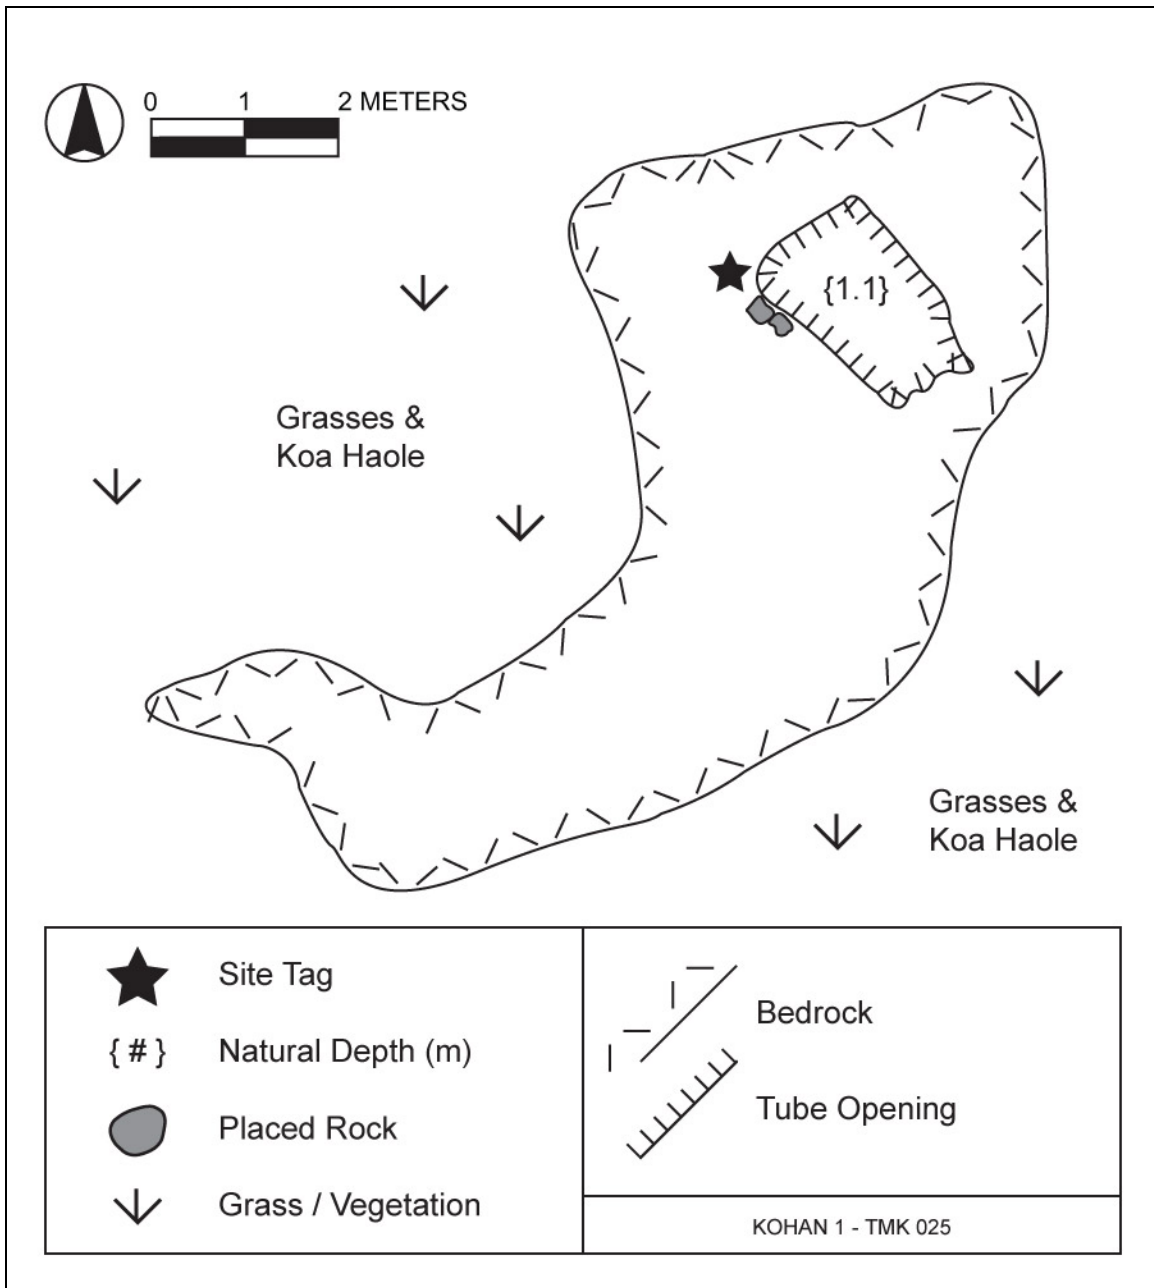 0 1 2 METERS
{1.1}
Grasses &
Koa Haole
Grasses &
Koa Haole
Site Tag
{ # } Natural Depth (m)
Placed Rock
Grass / Vegetation
Bedrock
Tube Opening
KOHAN 1 - TMK 025